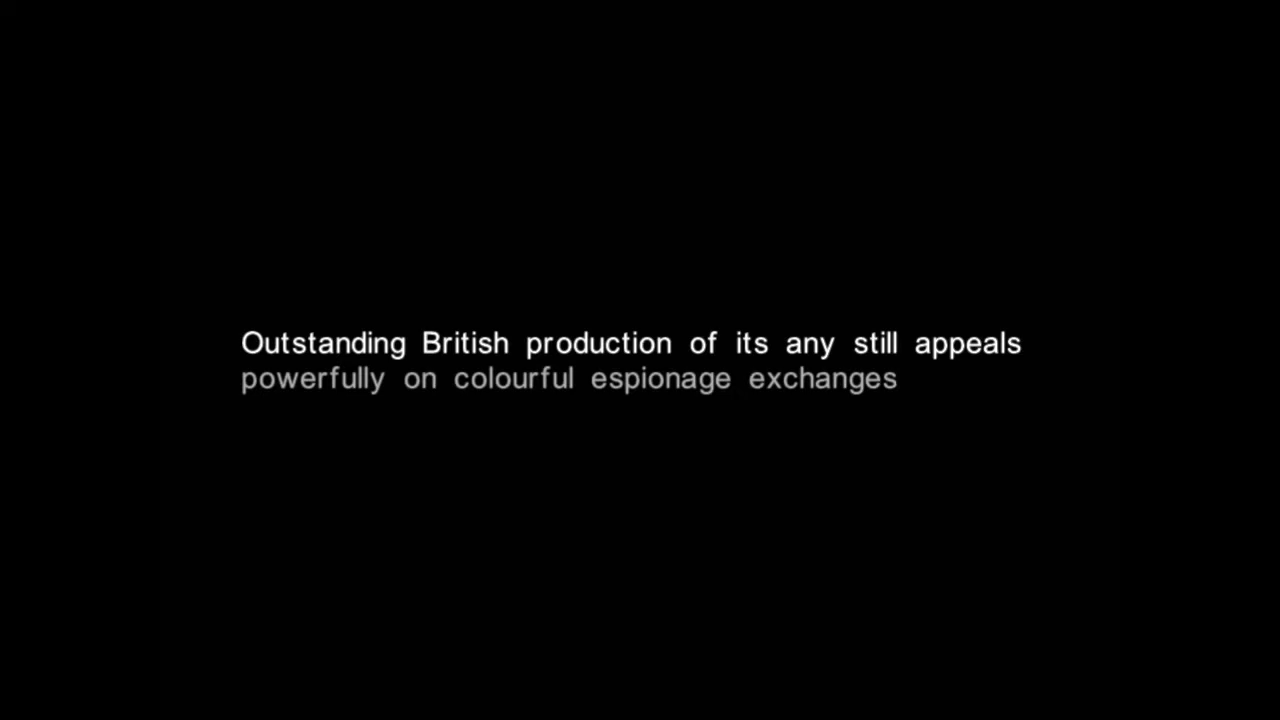 Outstanding British production of its any still appeals
powerfully on colourful espionage exchanges